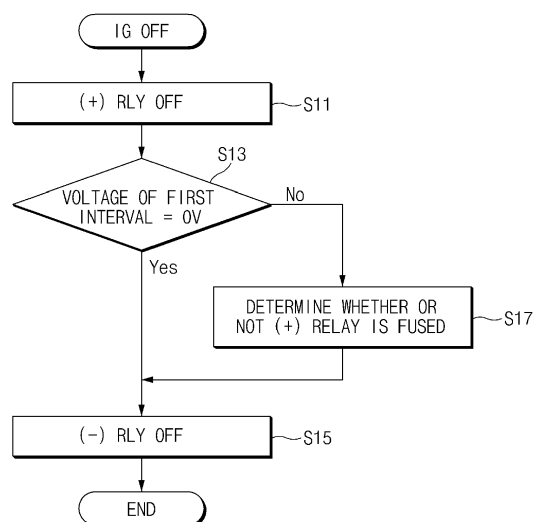 IG OFF
(+) RLY OFF
S11
S13
VOLTAGE OF FIRST
INTERVAL = 0V
No
Yes
DETERMINE WHETHER OR
NOT (+) RELAY IS FUSED
S17
(-) RLY OFF
S15
END